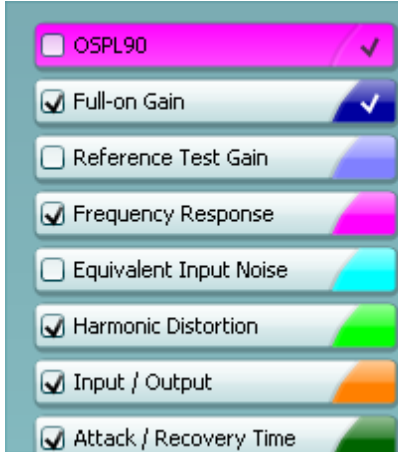 OSPL90
Full-on Gain
Reference Test Gain
Frequency Response
Equivalent Input Noise
Harmonic Distortion
Input / Output
Attack / Recovery Time